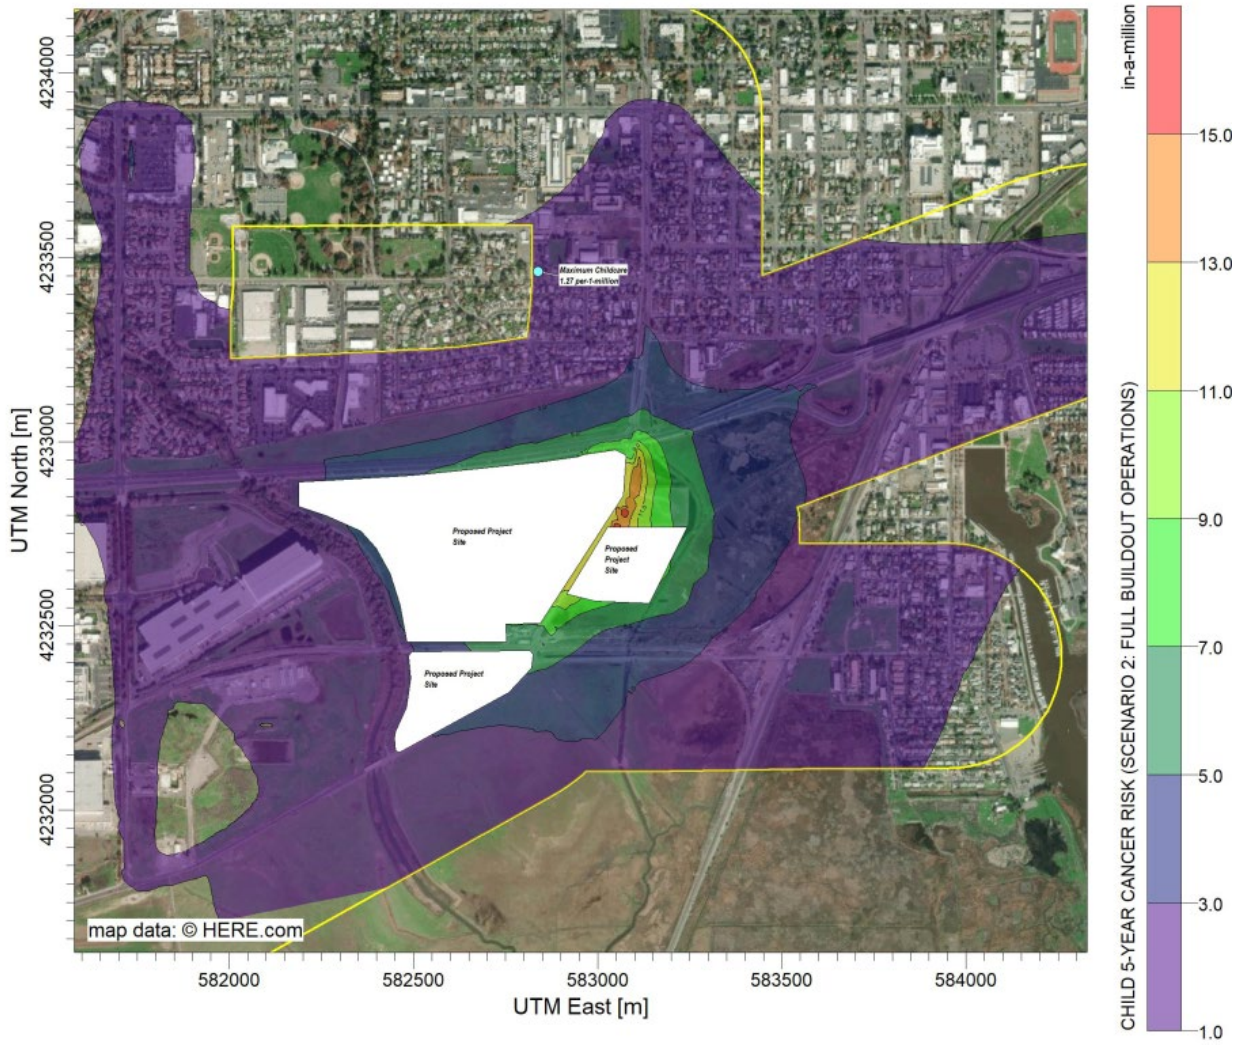 in-a-million
15.0
13.0
11.0
9.0
7.0
5.0
3.0
1.0
CHILD 5-YEAR CANCER RISK (SCENARIO 2: FULL BUILDOUT OPERATIONS)
UTM North [m]
4234000
4233500
4233000
4232500
4232000
Maximum Childcare
1.27 per-1-million
Proposed Project
Site
Proposed
Project
Site
Proposed Project
Site
map data: © HERE.com
582000
582500
583000
583500
584000
UTM East [m]